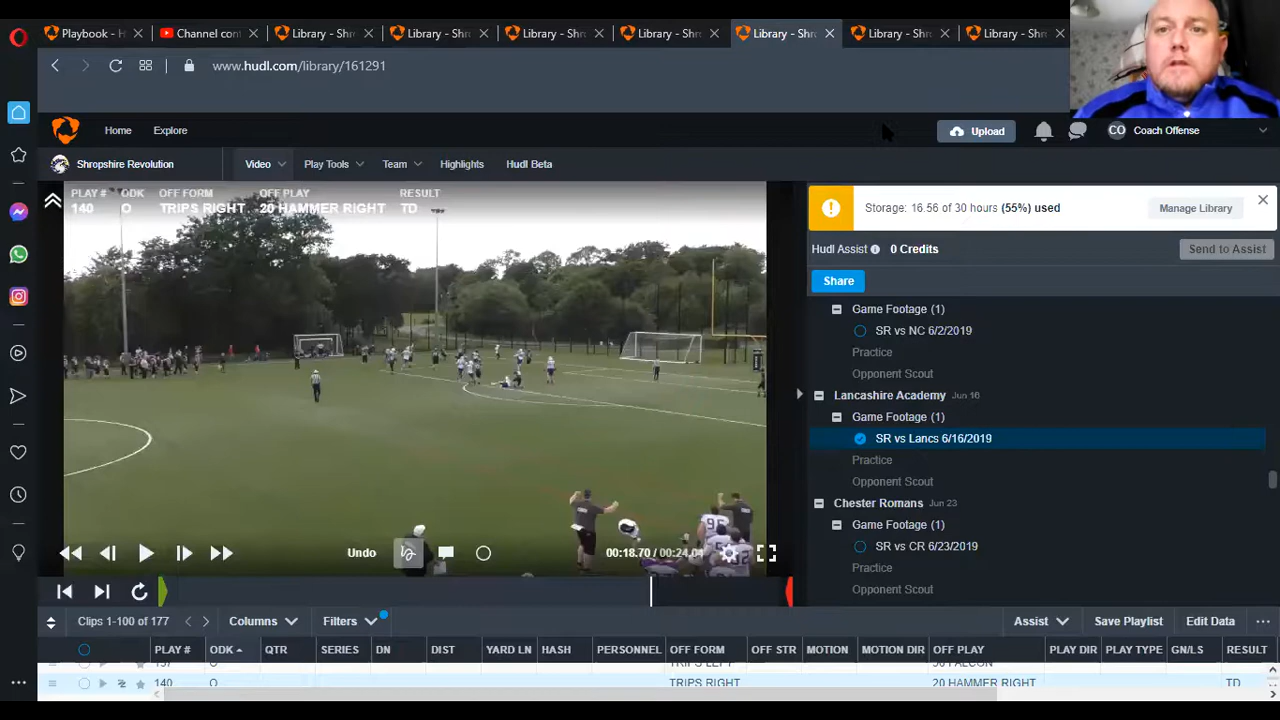 Playbook - H
Channel con
Library - Shr
Library - Shr
Library - Shr
Library - Shr
Library - Shr
Library - Shr
Library - Shr
www.hudl.com/library/161291
Home
Explore
Upload
CO
Coach Offense
Shropshire Revolution
Video
Play Tools
Team
Highlights
Hudl Beta
PLAY # ODK OFF FORM OFF PLAY RESULT
140 O TRIPS RIGHT 20 HAMMER RIGHT TD
Storage: 16.56 of 30 hours (55%) used
Manage Library
Hudl Assist
0 Credits
Send to Assist
Share
Game Footage (1)
SR vs NC 6/2/2019
Practice
Opponent Scout
Lancashire Academy Jun 16
Game Footage (1)
SR vs Lancs 6/16/2019
Practice
Opponent Scout
Chester Romans Jun 23
Game Footage (1)
SR vs CR 6/23/2019
Practice
Opponent Scout
95
Undo
00:18.70 / 00:24.04
Clips 1-100 of 177
Columns
Filters
Assist
Save Playlist
Edit Data
PLAY # ODK QTR SERIES DN DIST YARD LN HASH PERSONNEL OFF FORM OFF STR MOTION MOTION DIR OFF PLAY PLAY DIR PLAY TYPE GN/LS RESULT
TRIPS LEFT
140 O TRIPS RIGHT 20 HAMMER RIGHT TD